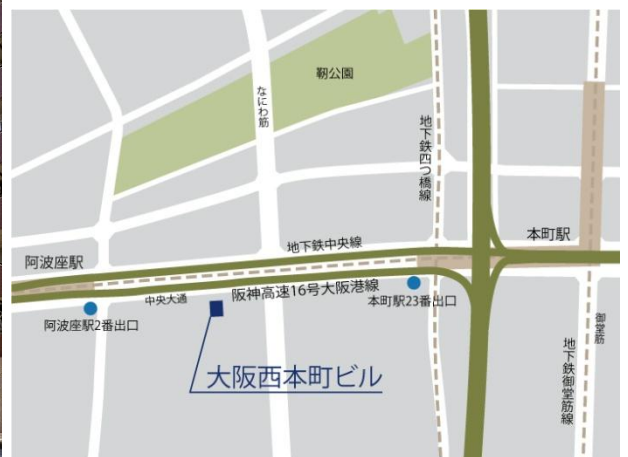 靭公園
なにわ筋
地下鉄四つ橋線
本町駅
地下鉄中央線
阿波座駅
阪神高速16号大阪港線
中央大通
本町駅23番出口
阿波座駅2番出口
御堂筋
地下鉄御堂筋線
大阪西本町ビル